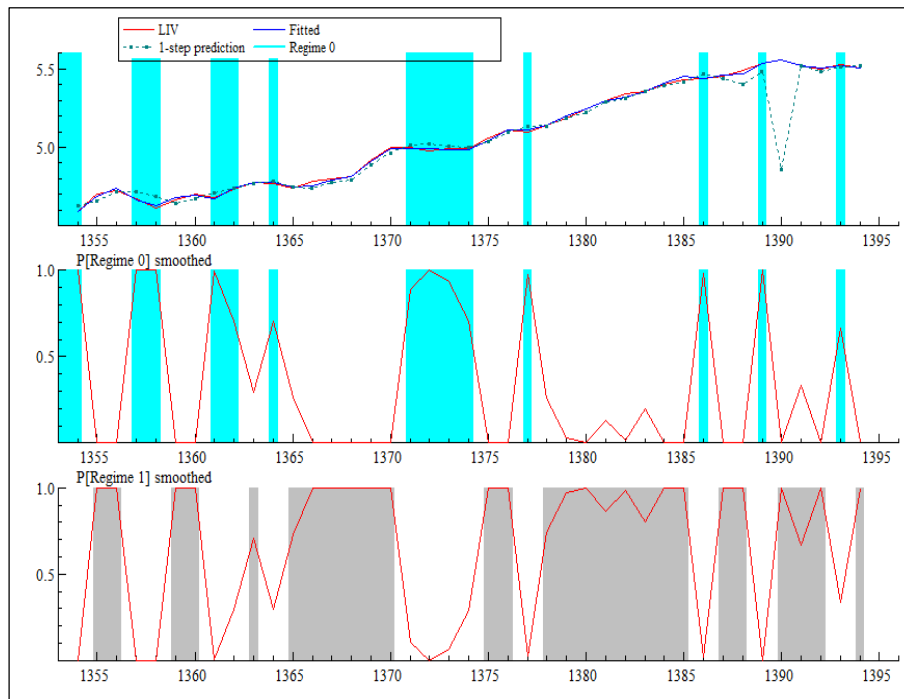 LIV Fitted
1-step prediction Regime 0
5.5
5.0
1355 1360 1365 1370 1375 1380 1385 1390 1395
P[Regime 0] smoothed
1.0
0.5
1355 1360 1365 1370 1375 1380 1385 1390 1395
P[Regime 1] smoothed
1.0
0.5
1355 1360 1365 1370 1375 1380 1385 1390 1395